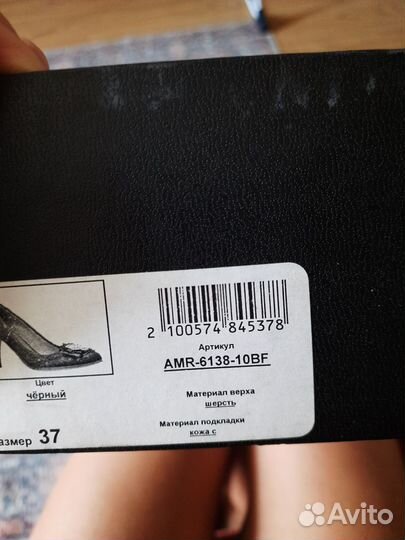 2 100574 845378
Артикул
AMR-6138-10BF
Цвет
чёрный
Материал верха
шерсть
Материал подкладки
кожа с
азмер 37
Avito